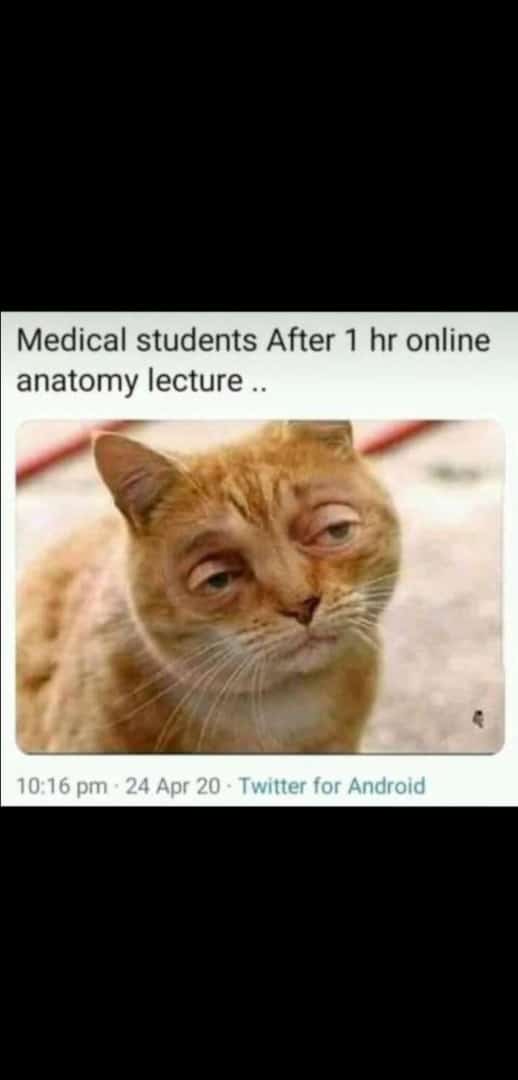 Medical students After 1 hr online
anatomy lecture ..
10:16 pm · 24 Apr 20 · Twitter for Android